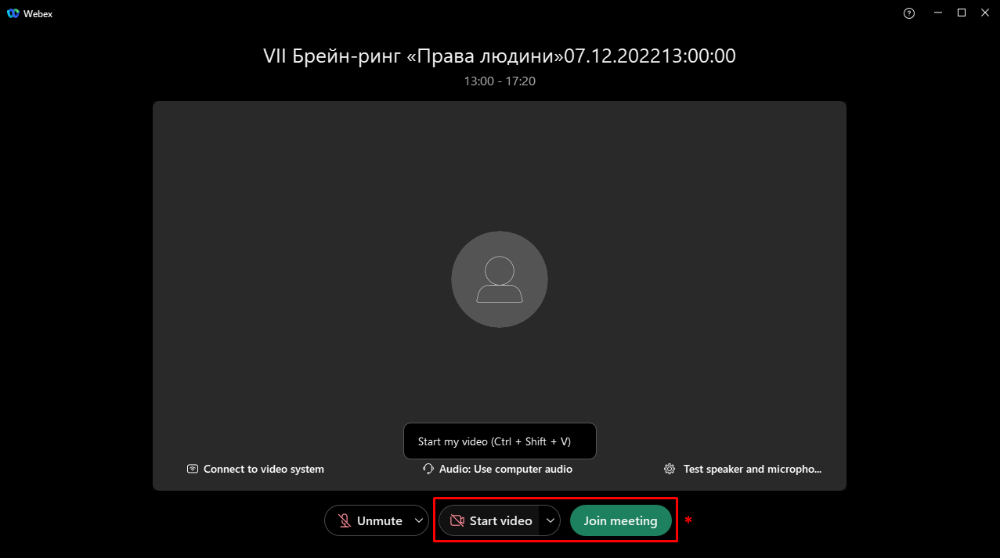 Webex
VII Брейн-ринг «Права людини»07.12.202213:00:00
13:00 - 17:20
Start my video (Ctrl + Shift + V)
Connect to video system
Audio: Use computer audio
Test speaker and micropho...
Unmute
Start video
Join meeting
*